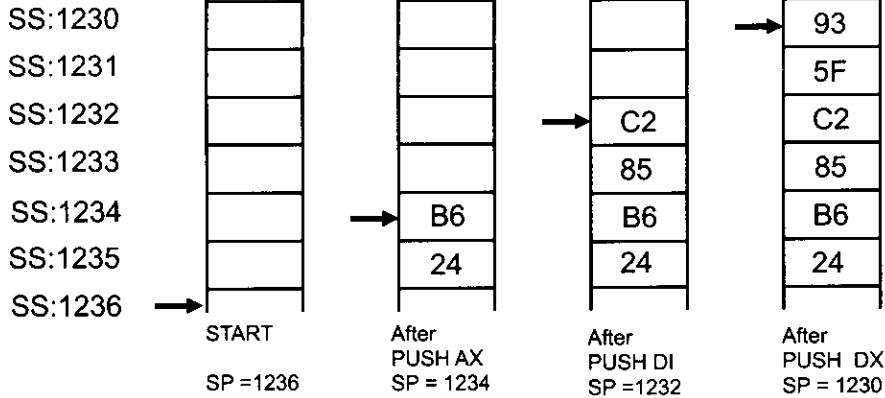 SS:1230 93
SS:1231 5F
SS:1232 C2 C2
SS:1233 85 85
SS:1234 B6 B6 B6
SS:1235 24 24 24
SS:1236
START After After After
PUSH AX PUSH DI PUSH DX
SP =1236 SP = 1234 SP =1232 SP = 1230